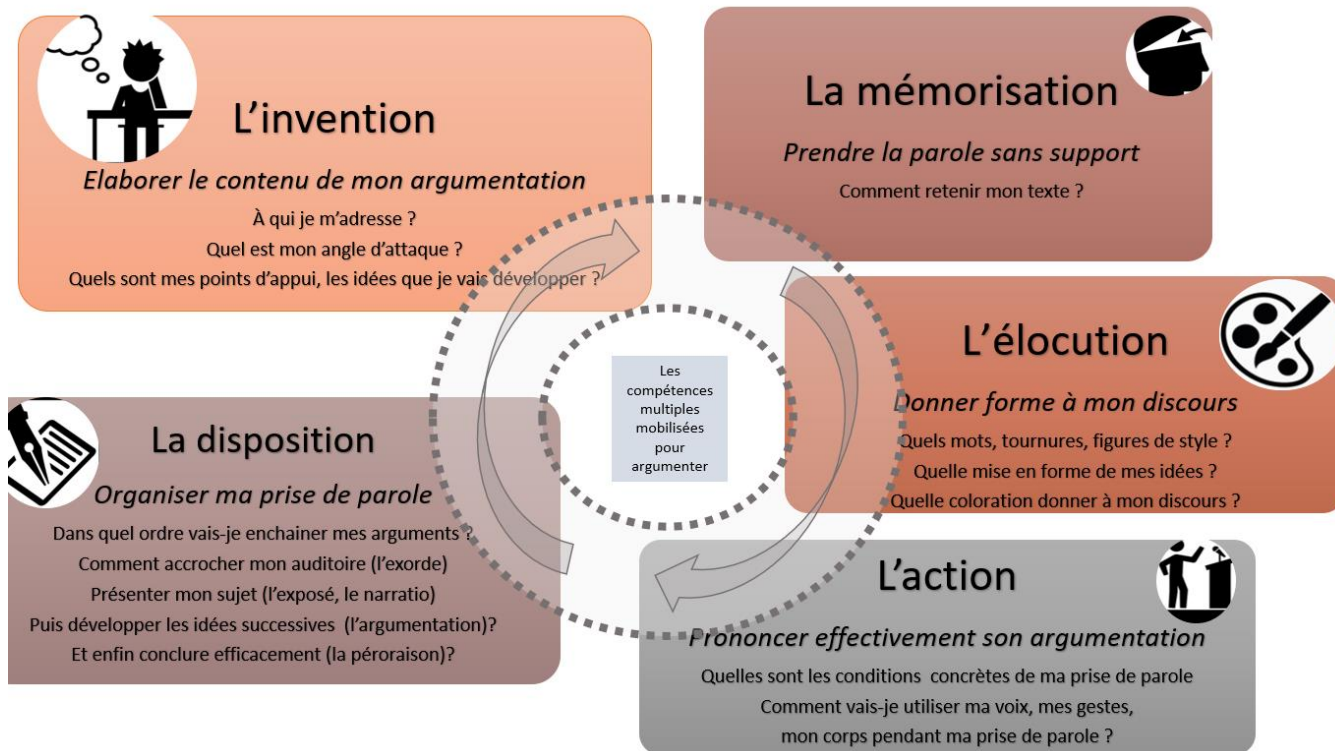 L’invention
Elaborer le contenu de mon argumentation
À qui je m’adresse ?
Quel est mon angle d’attaque ?
Quels sont mes points d’appui, les idées que je vais développer ?
La mémorisation
Prendre la parole sans support
Comment retenir mon texte ?
L’élocution
Donner forme à mon discours
Quels mots, tournures, figures de style ?
Quelle mise en forme de mes idées ?
Quelle coloration donner à mon discours ?
Les
compétences
multiples
mobilisées
pour
argumenter
La disposition
Organiser ma prise de parole
Dans quel ordre vais-je enchainer mes arguments ?
Comment accrocher mon auditoire (l’exorde)
Présenter mon sujet (l’exposé, le narratio)
Puis développer les idées successives (l’argumentation)?
Et enfin conclure efficacement (la péroraison)?
L’action
Prononcer effectivement son argumentation
Quelles sont les conditions concrètes de ma prise de parole
Comment vais-je utiliser ma voix, mes gestes,
mon corps pendant ma prise de parole ?